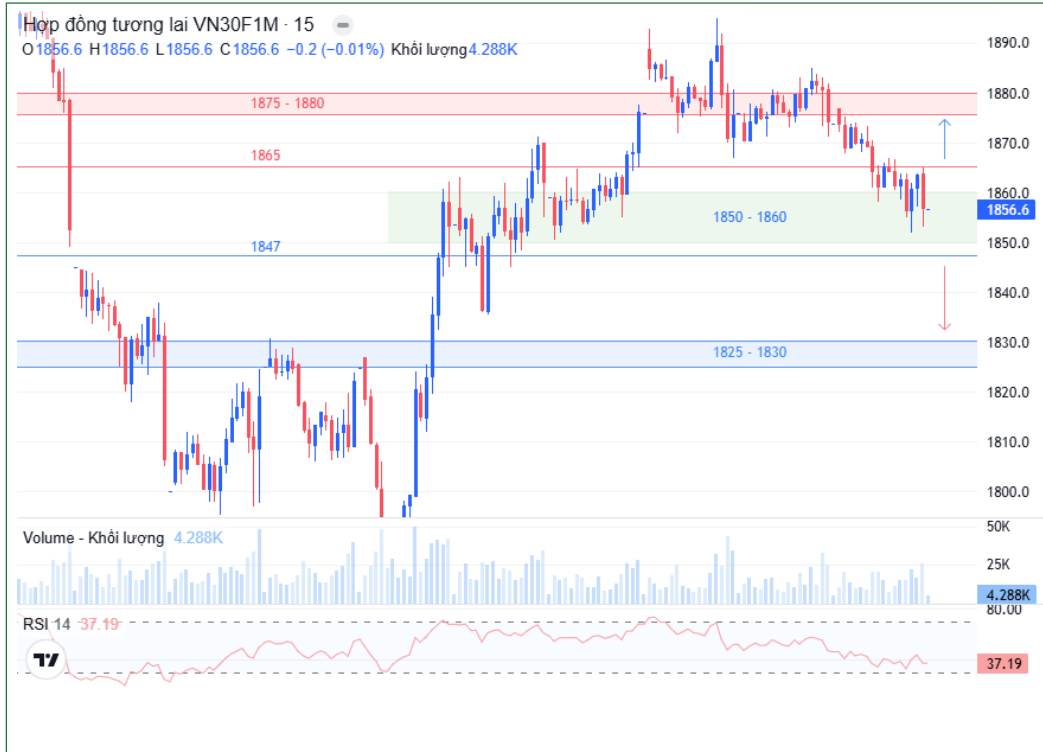 Hợp đồng tương lai VN30F1M · 15
O1856.6 H1856.6 L1856.6 C1856.6 −0.2 (−0.01%) Khối lượng4.288K
1890.0
1875 - 1880
1880.0
1870.0
1865
1860.0
1850 - 1860
1856.6
1850.0
1847
1840.0
1830.0
1825 - 1830
1820.0
1810.0
1800.0
Volume - Khối lượng 4.288K
50K
25K
4.288K
80.00
RSI 14 37.19
37.19